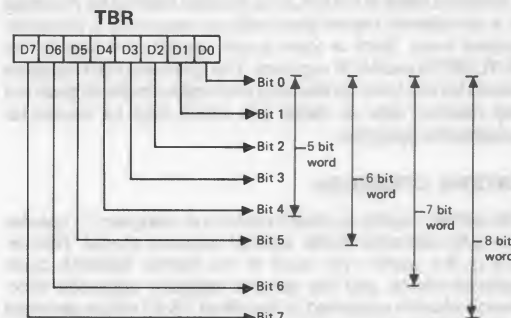 TBR
D7 D6 D5 D4 D3 D2 D1 D0
Bit 0
Bit 1
Bit 2
Bit 3
Bit 4
Bit 5
Bit 6
Bit 7
5 bit
word
6 bit
word
7 bit
word
8 bit
word